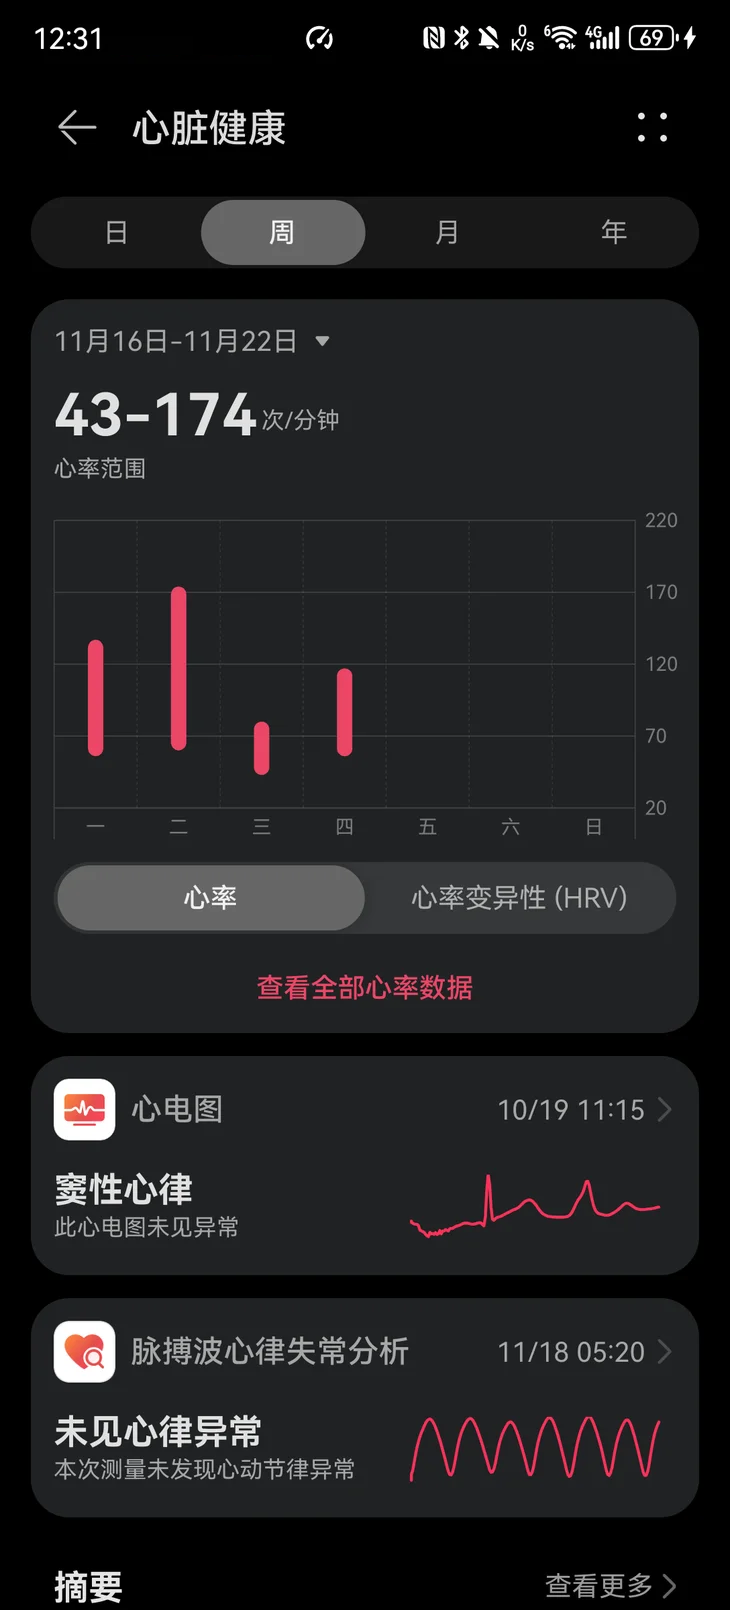 12:31
0 K/s 6 4G 69
心脏健康
日 周 月 年
11月16日-11月22日
43-174次/分钟
心率范围
220
170
120
70
20
一 二 三 四 五 六 日
心率 心率变异性 (HRV)
查看全部心率数据
心电图 10/19 11:15
窦性心律
此心电图未见异常
脉搏波心律失常分析 11/18 05:20
未见心律异常
本次测量未发现心动节律异常
摘要 查看更多